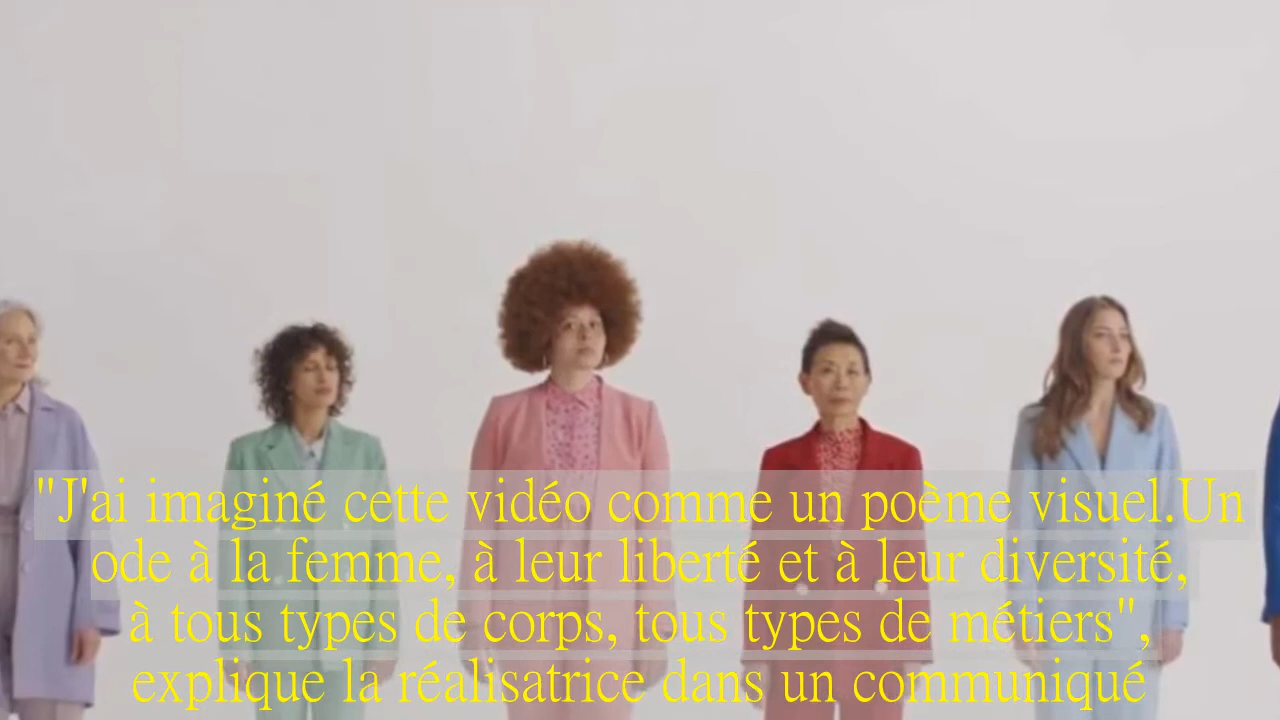 "J'ai imaginé cette vidéo comme un poème visuel.Un
ode à la femme, à leur liberté et à leur diversité,
à tous types de corps, tous types de métiers",
explique la réalisatrice dans un communiqué